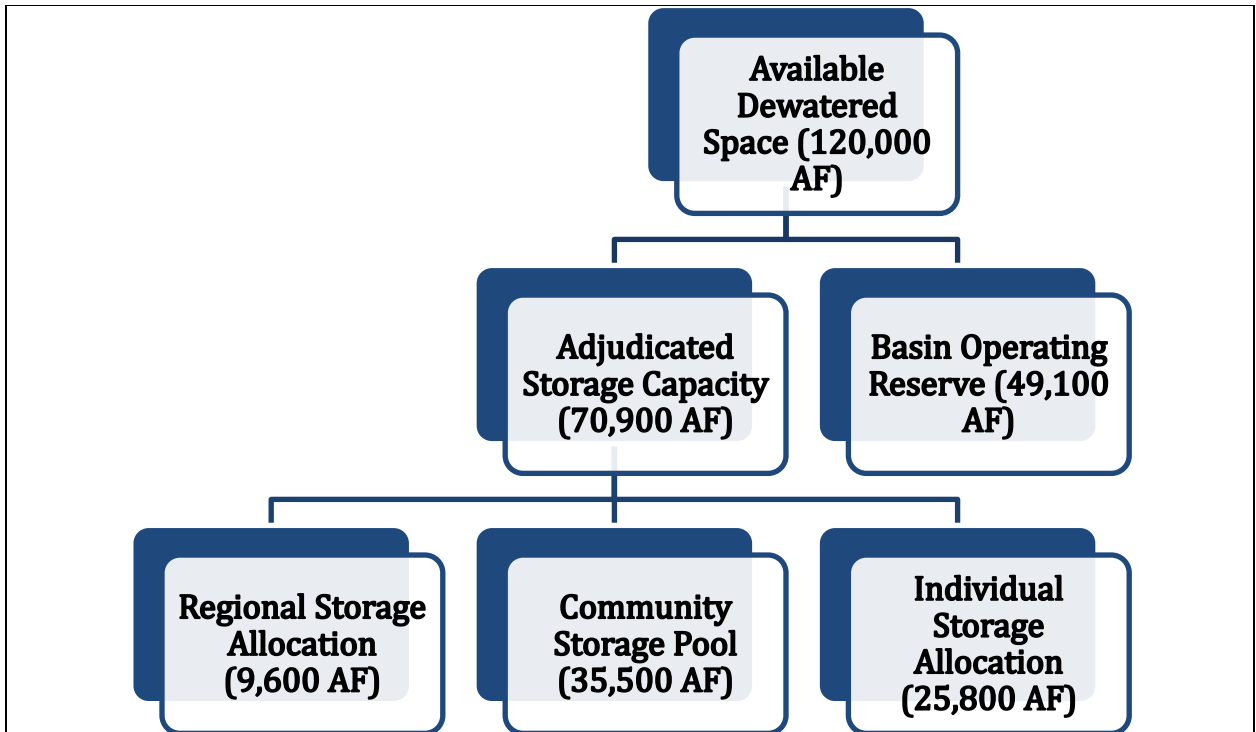 Available
Dewatered
Space (120,000
AF)
Adjudicated
Storage Capacity
(70,900 AF)
Basin Operating
Reserve (49,100
AF)
Regional Storage
Allocation
(9,600 AF)
Community
Storage Pool
(35,500 AF)
Individual
Storage
Allocation
(25,800 AF)